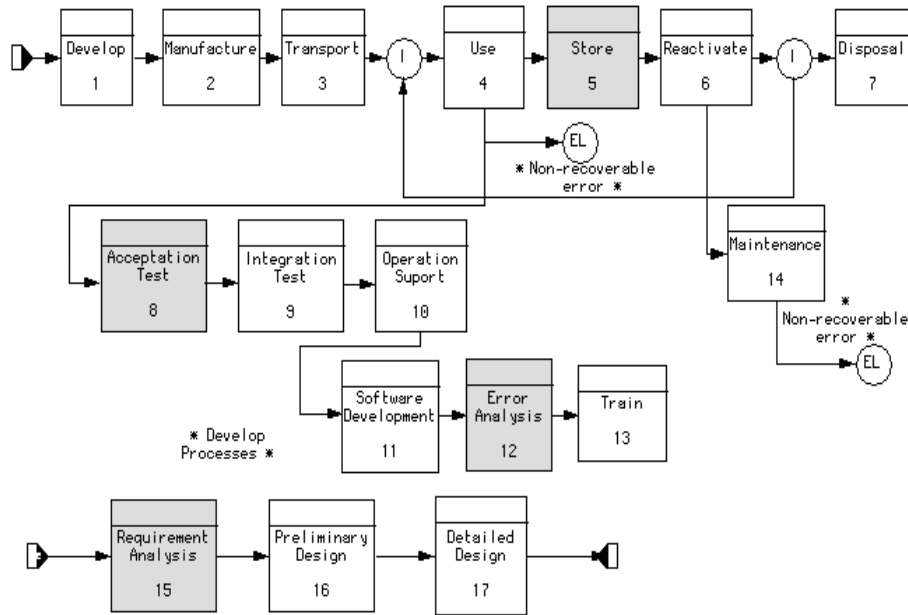 Develop
1
Manufacture
2
Transport
3
I
Use
4
Store
5
Reactivate
6
I
Disposal
7
EL
* Non-recoverable
error *
Acceptation
Test
8
Integration
Test
9
Operation
Suport
10
Maintenance
14
*
Non-recoverable
error *
EL
Software
Development
11
Error
Analysis
12
Train
13
* Develop
Processes *
Requirement
Analysis
15
Preliminary
Design
16
Detailed
Design
17